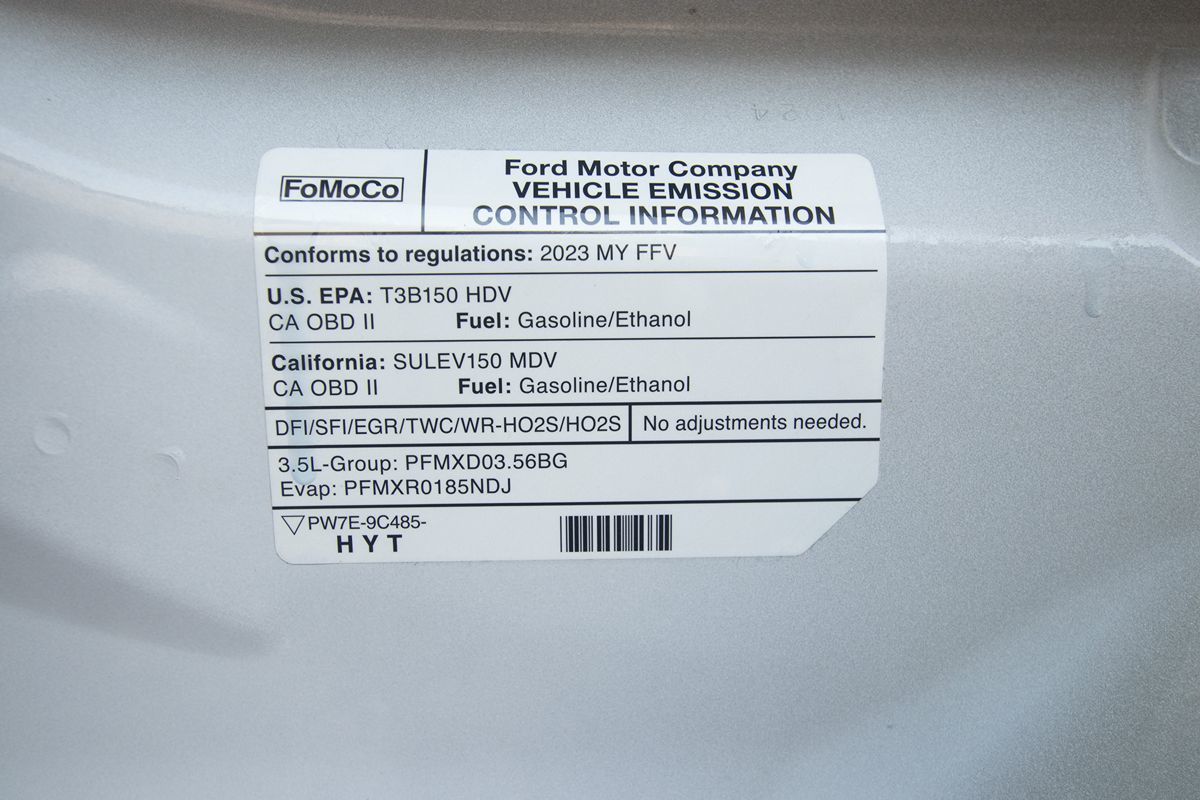 FoMoCo
Ford Motor Company
VEHICLE EMISSION
CONTROL INFORMATION
Conforms to regulations: 2023 MY FFV
U.S. EPA: T3B150 HDV
CA OBD II Fuel: Gasoline/Ethanol
California: SULEV150 MDV
CA OBD II Fuel: Gasoline/Ethanol
DFI/SFI/EGR/TWC/WR-HO2S/HO2S No adjustments needed.
3.5L-Group: PFMXD03.56BG
Evap: PFMXR0185NDJ
PW7E-9C485-
HYT